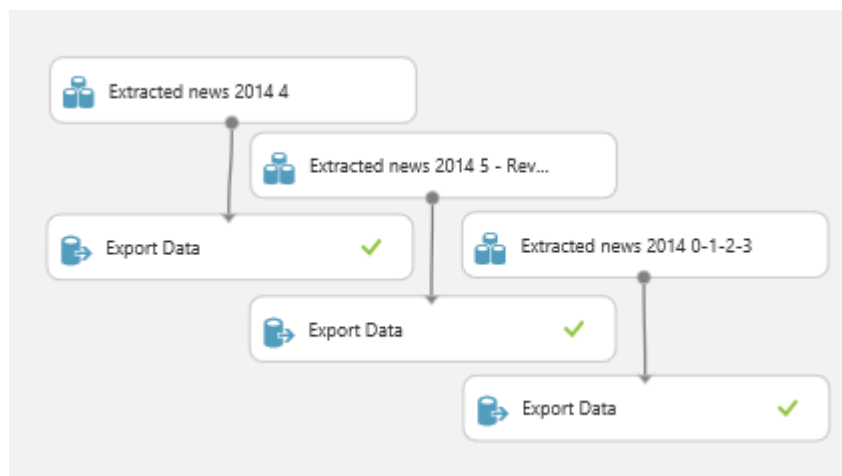 Extracted news 2014 4
Extracted news 2014 5 - Rev...
Export Data
Extracted news 2014 0-1-2-3
Export Data
Export Data